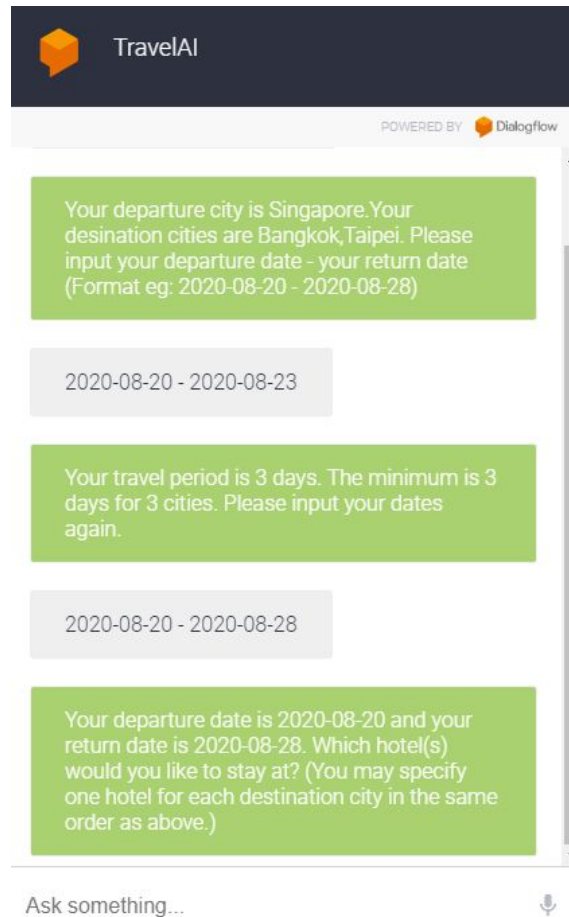 TravelAI
POWERED BY Dialogflow
Your departure city is Singapore.Your
desination cities are Bangkok,Taipei. Please
input your departure date - your return date
(Format eg: 2020-08-20 - 2020-08-28)
2020-08-20 - 2020-08-23
Your travel period is 3 days. The minimum is 3
days for 3 cities. Please input your dates
again.
2020-08-20 - 2020-08-28
Your departure date is 2020-08-20 and your
return date is 2020-08-28. Which hotel(s)
would you like to stay at? (You may specify
one hotel for each destination city in the same
order as above.)
Ask something...